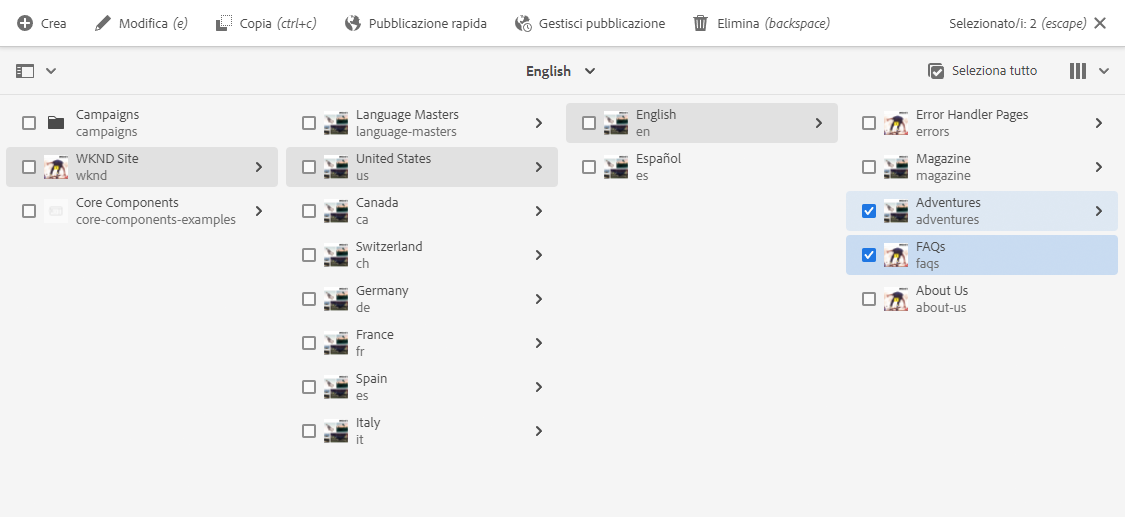 Crea Modifica (e) Copia (ctrl+c) Pubblicazione rapida Gestisci pubblicazione Elimina (backspace) Selezionato/i: 2 (escape)
English Seleziona tutto
Campaigns
campaigns
WKND Site
wknd
Core Components
core-components-examples
Language Masters
language-masters
United States
us
Canada
ca
Switzerland
ch
Germany
de
France
fr
Spain
es
Italy
it
English
en
Español
es
Error Handler Pages
errors
Magazine
magazine
Adventures
adventures
FAQs
faqs
About Us
about-us